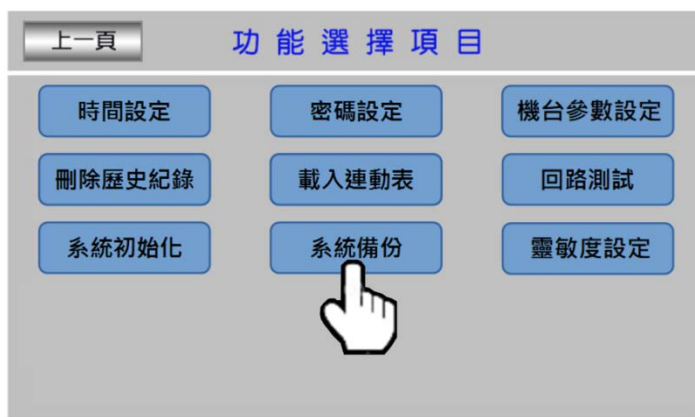 上一頁 功能選擇項目
時間設定 密碼設定 機台參數設定
刪除歷史紀錄 載入連動表 回路測試
系統初始化 系統備份 靈敏度設定